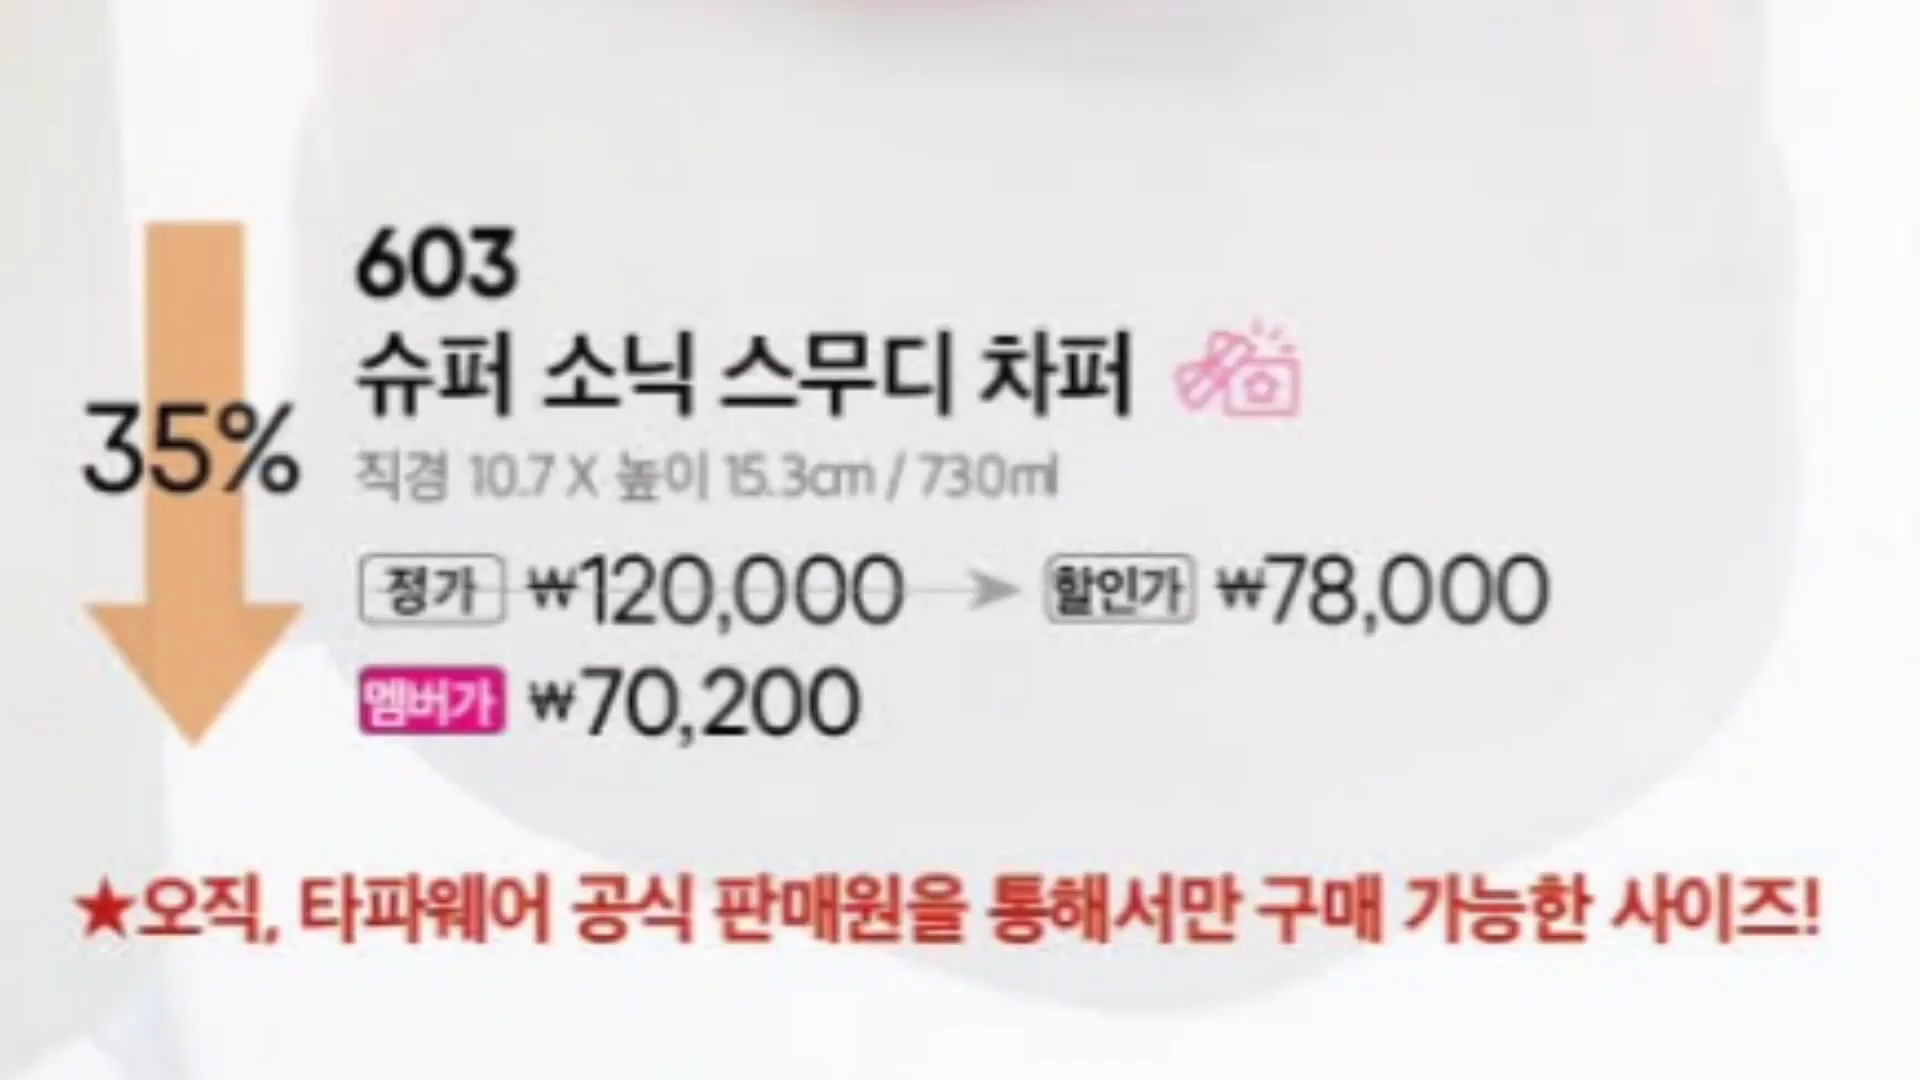 35%
603
슈퍼 소닉 스무디 차퍼
직경 10.7 X 높이 15.3cm / 730ml
정가 ₩120,000 → 할인가 ₩78,000
멤버가 ₩70,200
★오직, 타파웨어 공식 판매원을 통해서만 구매 가능한 사이즈!